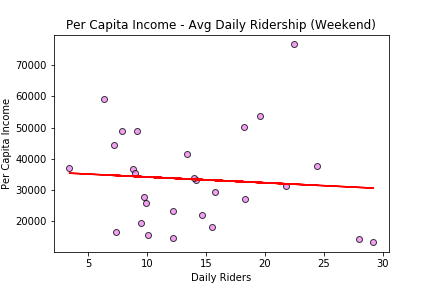 Per Capita Income - Avg Daily Ridership (Weekend)
Per Capita Income
70000
60000
50000
40000
30000
20000
5 10 15 20 25 30
Daily Riders